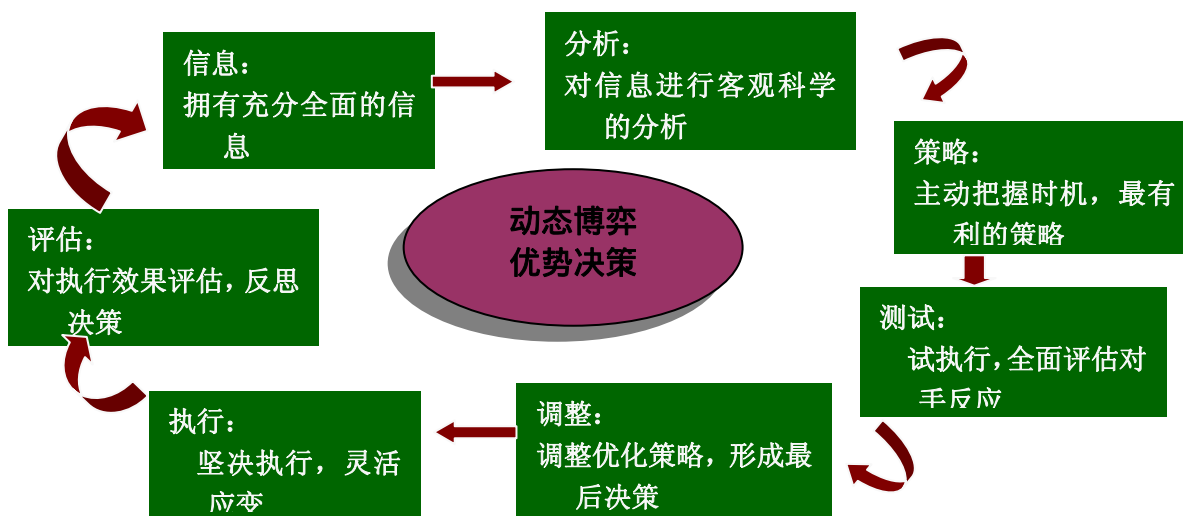 信息：
拥有充分全面的信
息
分析：
对信息进行客观科学
的分析
策略：
主动把握时机，最有
利的策略
测试：
试执行，全面评估对
手反应
调整：
调整优化策略，形成最
后决策
执行：
坚决执行，灵活
应变
评估：
对执行效果评估，反思
决策
动态博弈
优势决策